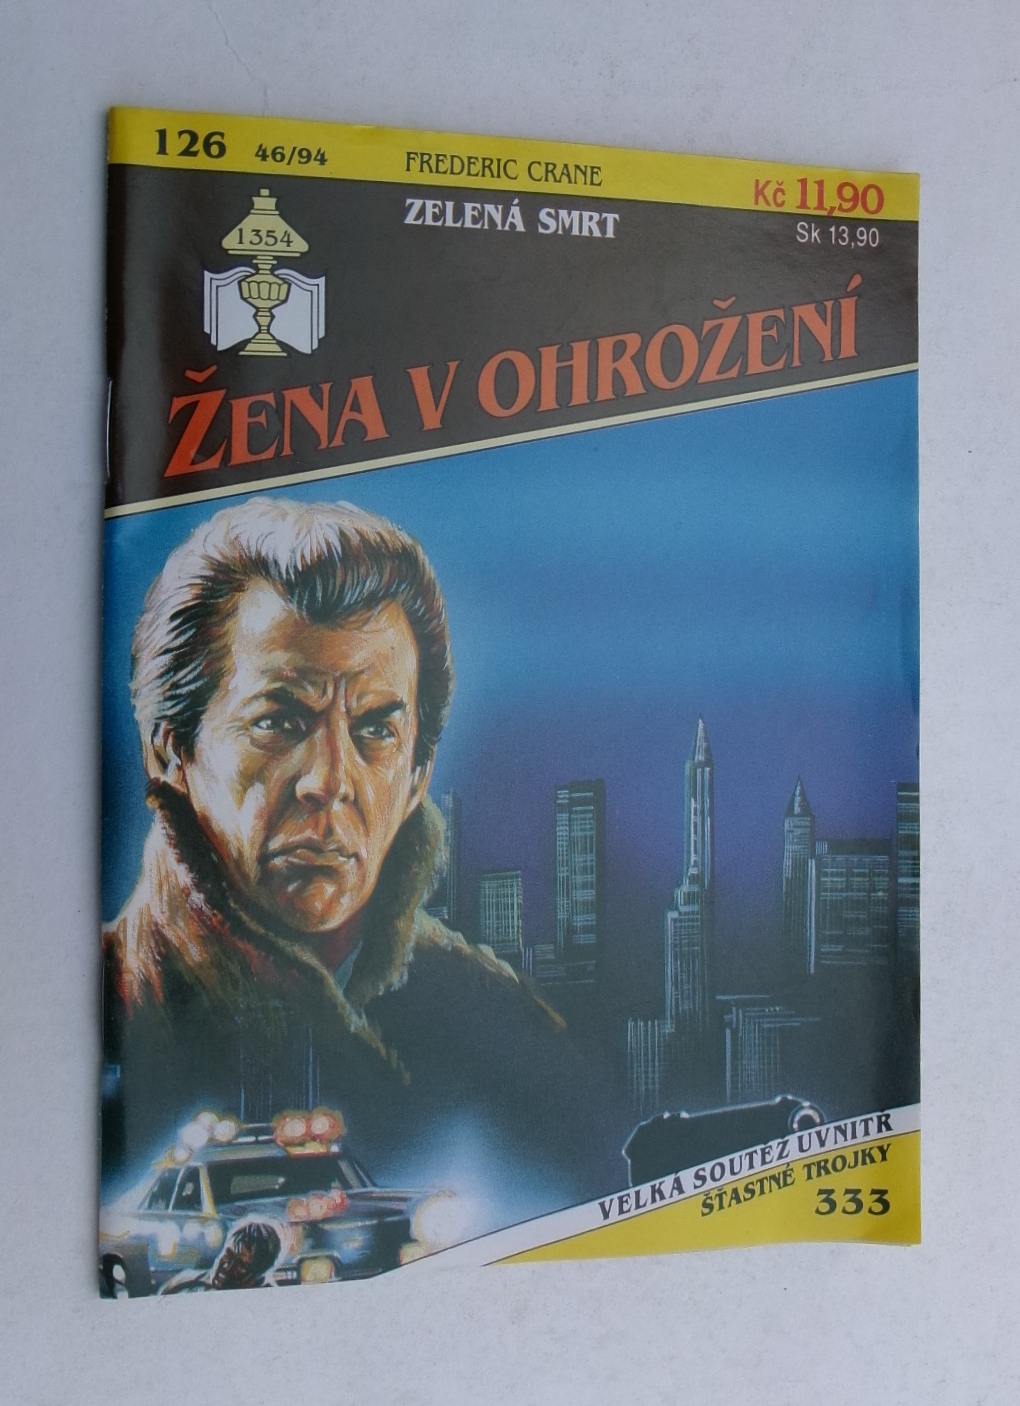 126 46/94 FREDERIC CRANE Kč 11,90
ZELENÁ SMRT Sk 13,90
1354
ŽENA V OHROŽENÍ
VELKÁ SOUTĚŽ UVNITŘ
ŠŤASTNÉ TROJKY
333